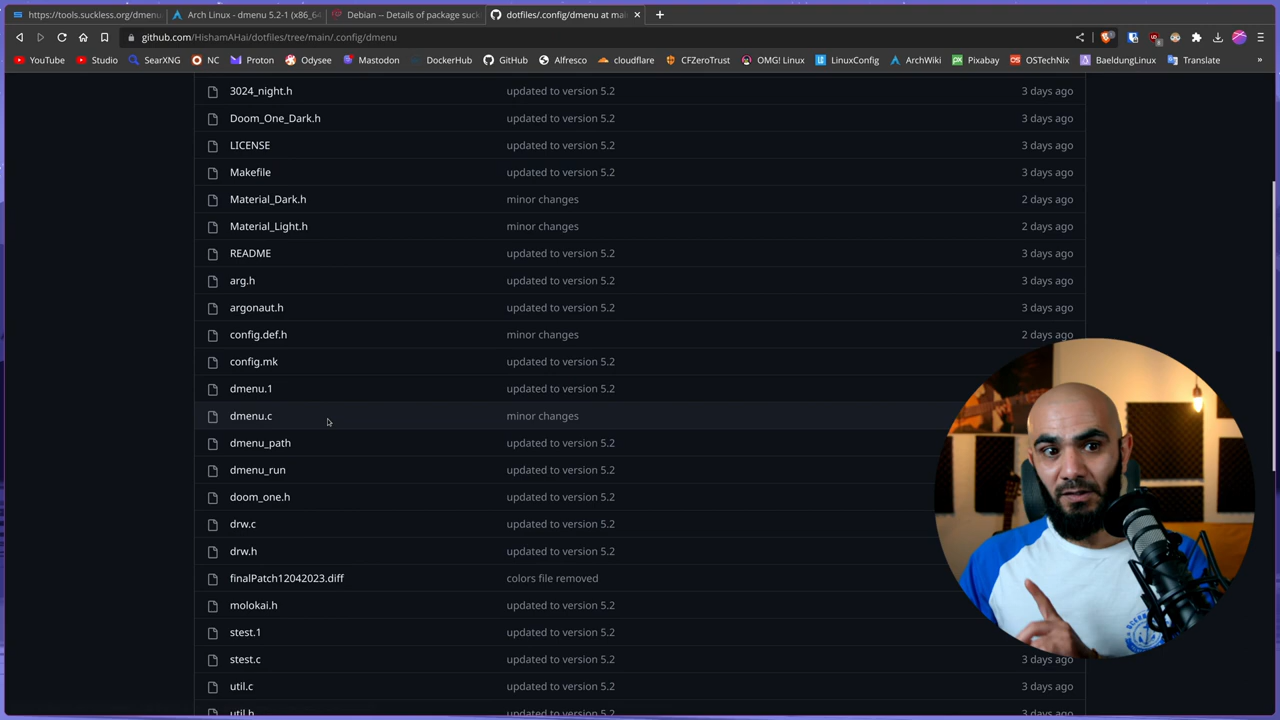 https://tools.suckless.org/dmenu
Arch Linux - dmenu 5.2-1 (x86_64
Debian -- Details of package suck
dotfiles/.config/dmenu at mai
github.com/HishamAHai/dotfiles/tree/main/.config/dmenu
YouTube Studio SearXNG NC Proton Odysee Mastodon DockerHub GitHub Alfresco cloudflare CFZeroTrust OMG! Linux LinuxConfig ArchWiki Pixabay OSTechNix BaeldungLinux Translate »
3024_night.h updated to version 5.2 3 days ago
Doom_One_Dark.h updated to version 5.2 3 days ago
LICENSE updated to version 5.2 3 days ago
Makefile updated to version 5.2 3 days ago
Material_Dark.h minor changes 2 days ago
Material_Light.h minor changes 2 days ago
README updated to version 5.2 3 days ago
arg.h updated to version 5.2 3 days ago
argonaut.h updated to version 5.2 3 days ago
config.def.h minor changes 2 days ago
config.mk updated to version 5.2
dmenu.1 updated to version 5.2
dmenu.c minor changes
dmenu_path updated to version 5.2
dmenu_run updated to version 5.2
doom_one.h updated to version 5.2
drw.c updated to version 5.2
drw.h updated to version 5.2
finalPatch12042023.diff colors file removed
molokai.h updated to version 5.2
stest.1 updated to version 5.2
stest.c updated to version 5.2 3 days ago
util.c updated to version 5.2 3 days ago
util.h updated to version 5.2 3 days ago